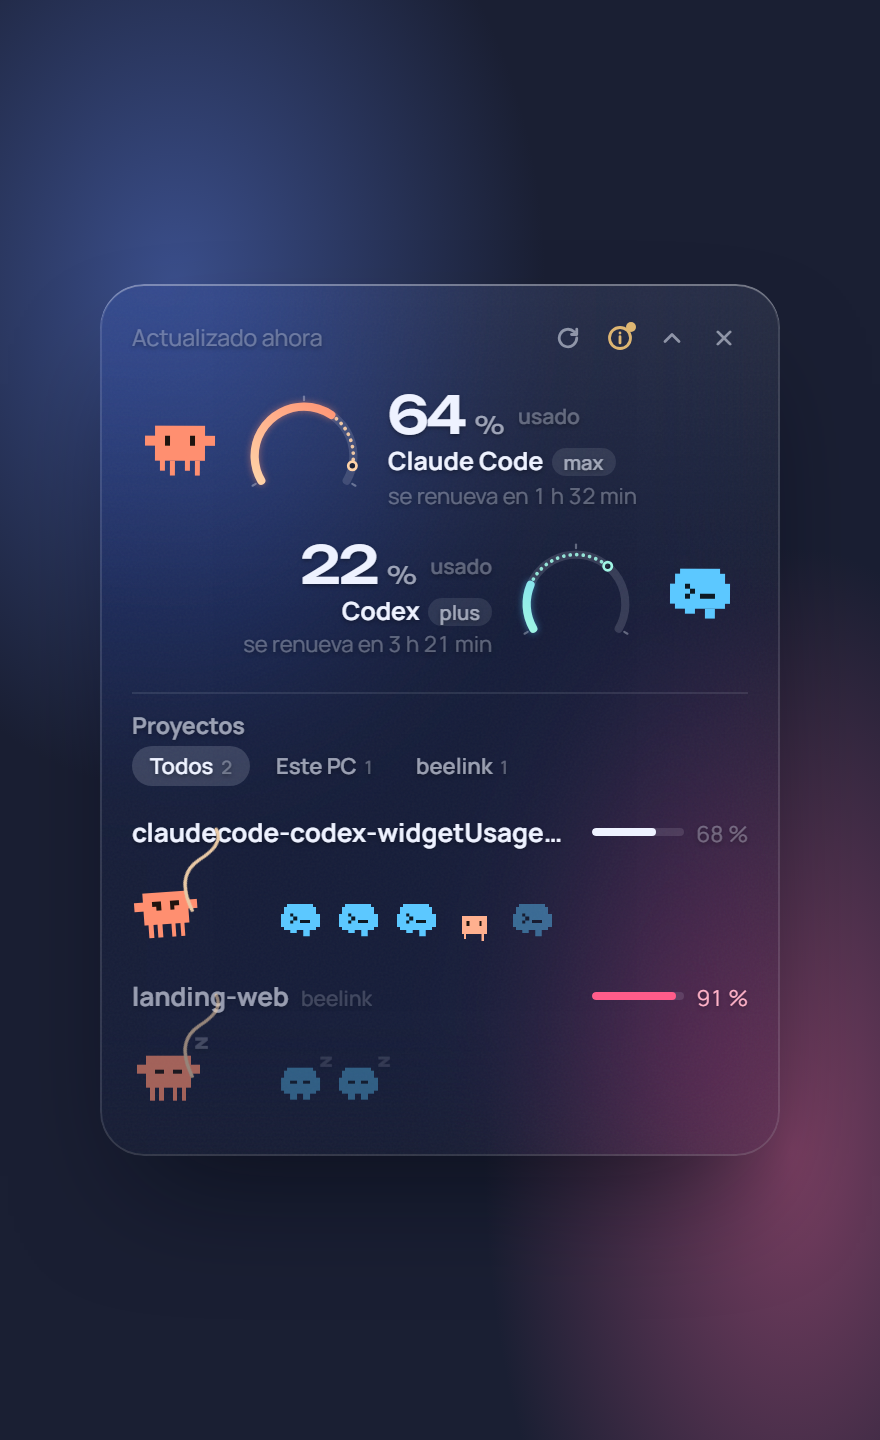 Actualizado ahora
64 % usado
Claude Code max
se renueva en 1 h 32 min
22 % usado
Codex plus
se renueva en 3 h 21 min
Proyectos
Todos 2 Este PC 1 beelink 1
claudecode-codex-widgetUsage… 68 %
landing-web beelink 91 %
z
z z